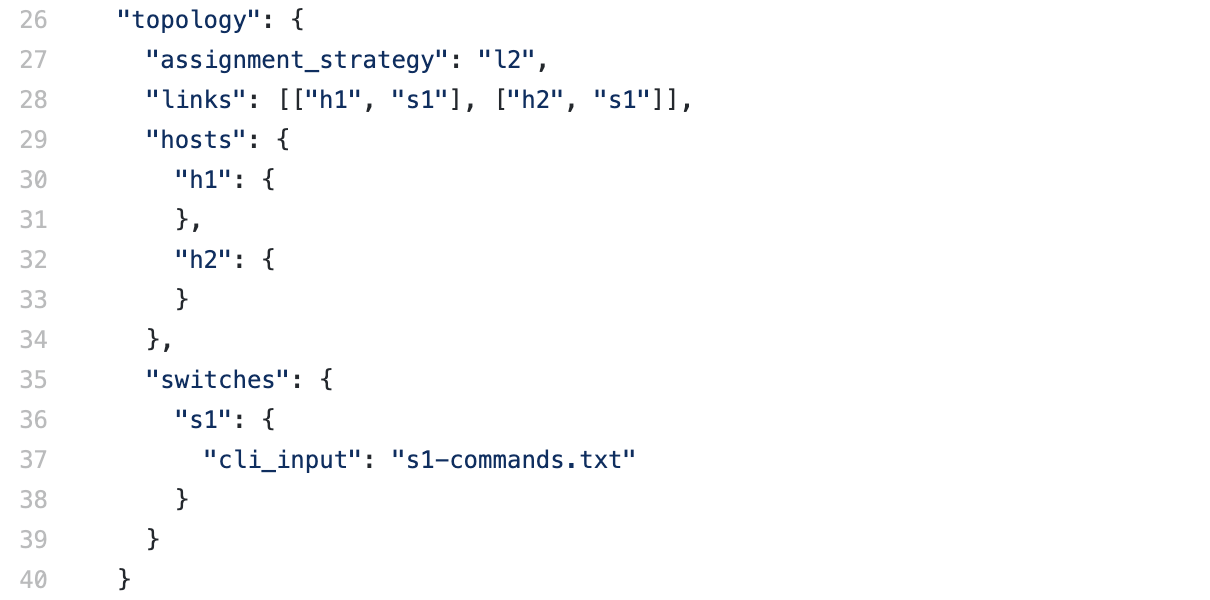 26 "topology": {
27 "assignment_strategy": "l2",
28 "links": [["h1", "s1"], ["h2", "s1"]],
29 "hosts": {
30 "h1": {
31 },
32 "h2": {
33 }
34 },
35 "switches": {
36 "s1": {
37 "cli_input": "s1-commands.txt"
38 }
39 }
40 }